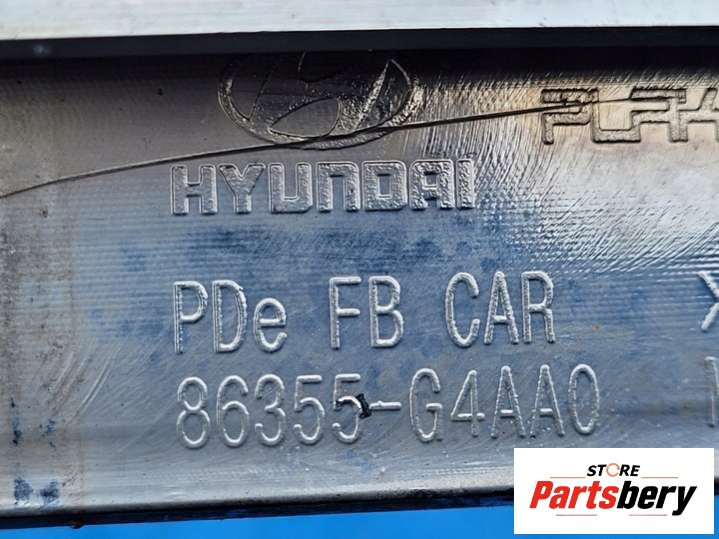 HYUNDAI
PDe FB CAR
86355-G4AA0
STORE
Partsbery